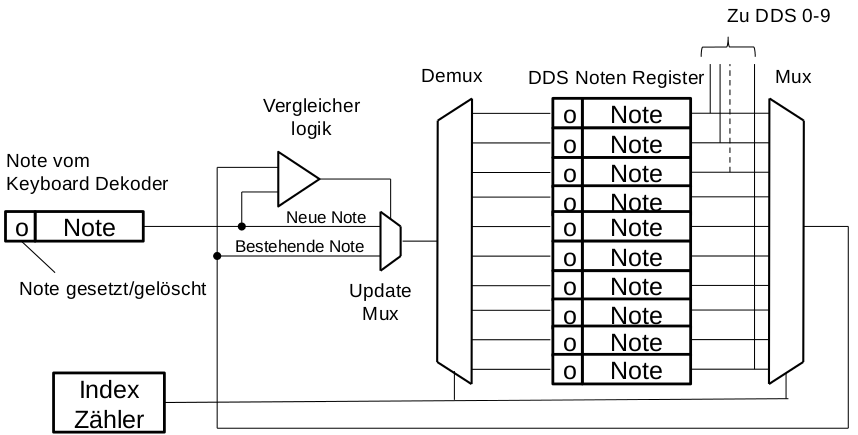 Zu DDS 0-9
Demux
DDS Noten Register
Mux
Vergleicher
logik
Note vom
Keyboard Dekoder
o Note
Neue Note
Bestehende Note
Note gesetzt/gelöscht
Update
Mux
o Note
o Note
o Note
o Note
o Note
o Note
o Note
o Note
o Note
o Note
Index
Zähler